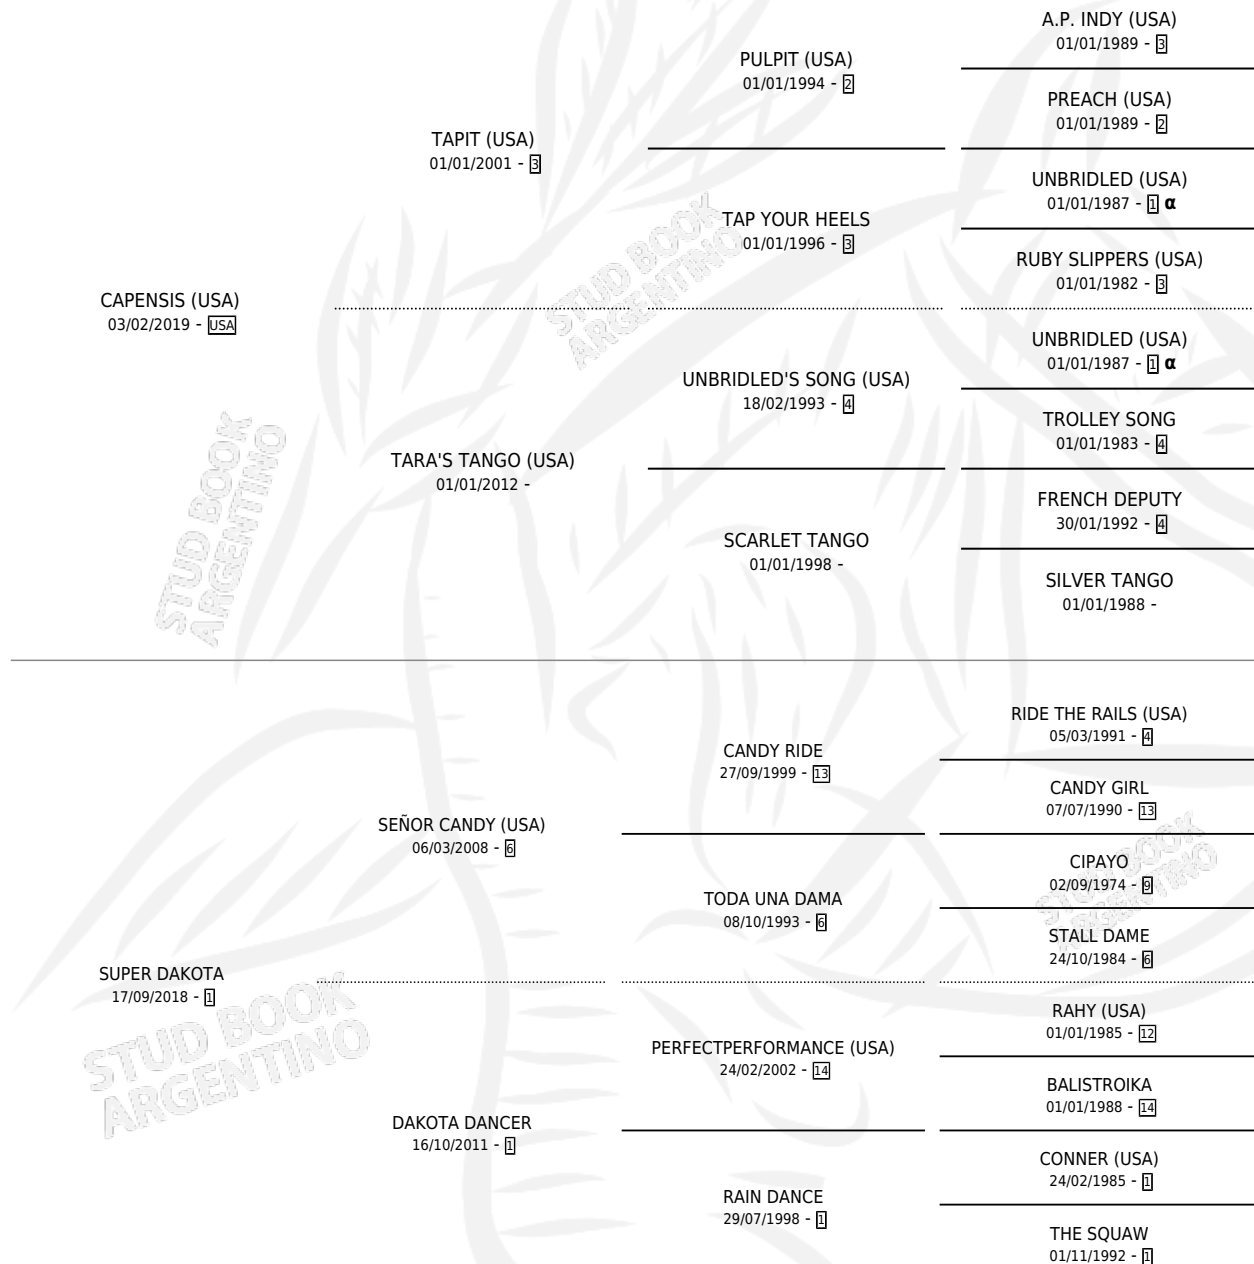 A.P. INDY (USA)
01/01/1989 - 3
PULPIT (USA)
01/01/1994 - 2
PREACH (USA)
01/01/1989 - 2
TAPIT (USA)
01/01/2001 - 3
UNBRIDLED (USA)
01/01/1987 - 1 α
TAP YOUR HEELS
01/01/1996 - 3
RUBY SLIPPERS (USA)
01/01/1982 - 3
CAPENSIS (USA)
03/02/2019 - USA
STUD BOOK
ARGENTINO
UNBRIDLED (USA)
01/01/1987 - 1 α
UNBRIDLED'S SONG (USA)
18/02/1993 - 4
TROLLEY SONG
01/01/1983 - 4
TARA'S TANGO (USA)
01/01/2012 -
FRENCH DEPUTY
30/01/1992 - 4
SCARLET TANGO
01/01/1998 -
SILVER TANGO
01/01/1988 -
STUD BOOK
ARGENTINO
RIDE THE RAILS (USA)
05/03/1991 - 4
CANDY RIDE
27/09/1999 - 13
CANDY GIRL
07/07/1990 - 13
SEÑOR CANDY (USA)
06/03/2008 - 6
CIPAYO
02/09/1974 - 9
TODA UNA DAMA
08/10/1993 - 6
STALL DAME
24/10/1984 - 6
STUD BOOK
ARGENTINO
SUPER DAKOTA
17/09/2018 - 1
RAHY (USA)
01/01/1985 - 12
PERFECTPERFORMANCE (USA)
24/02/2002 - 14
BALISTROIKA
01/01/1988 - 14
STUD BOOK
ARGENTINO
DAKOTA DANCER
16/10/2011 - 1
CONNER (USA)
24/02/1985 - 1
RAIN DANCE
29/07/1998 - 1
THE SQUAW
01/11/1992 - 1